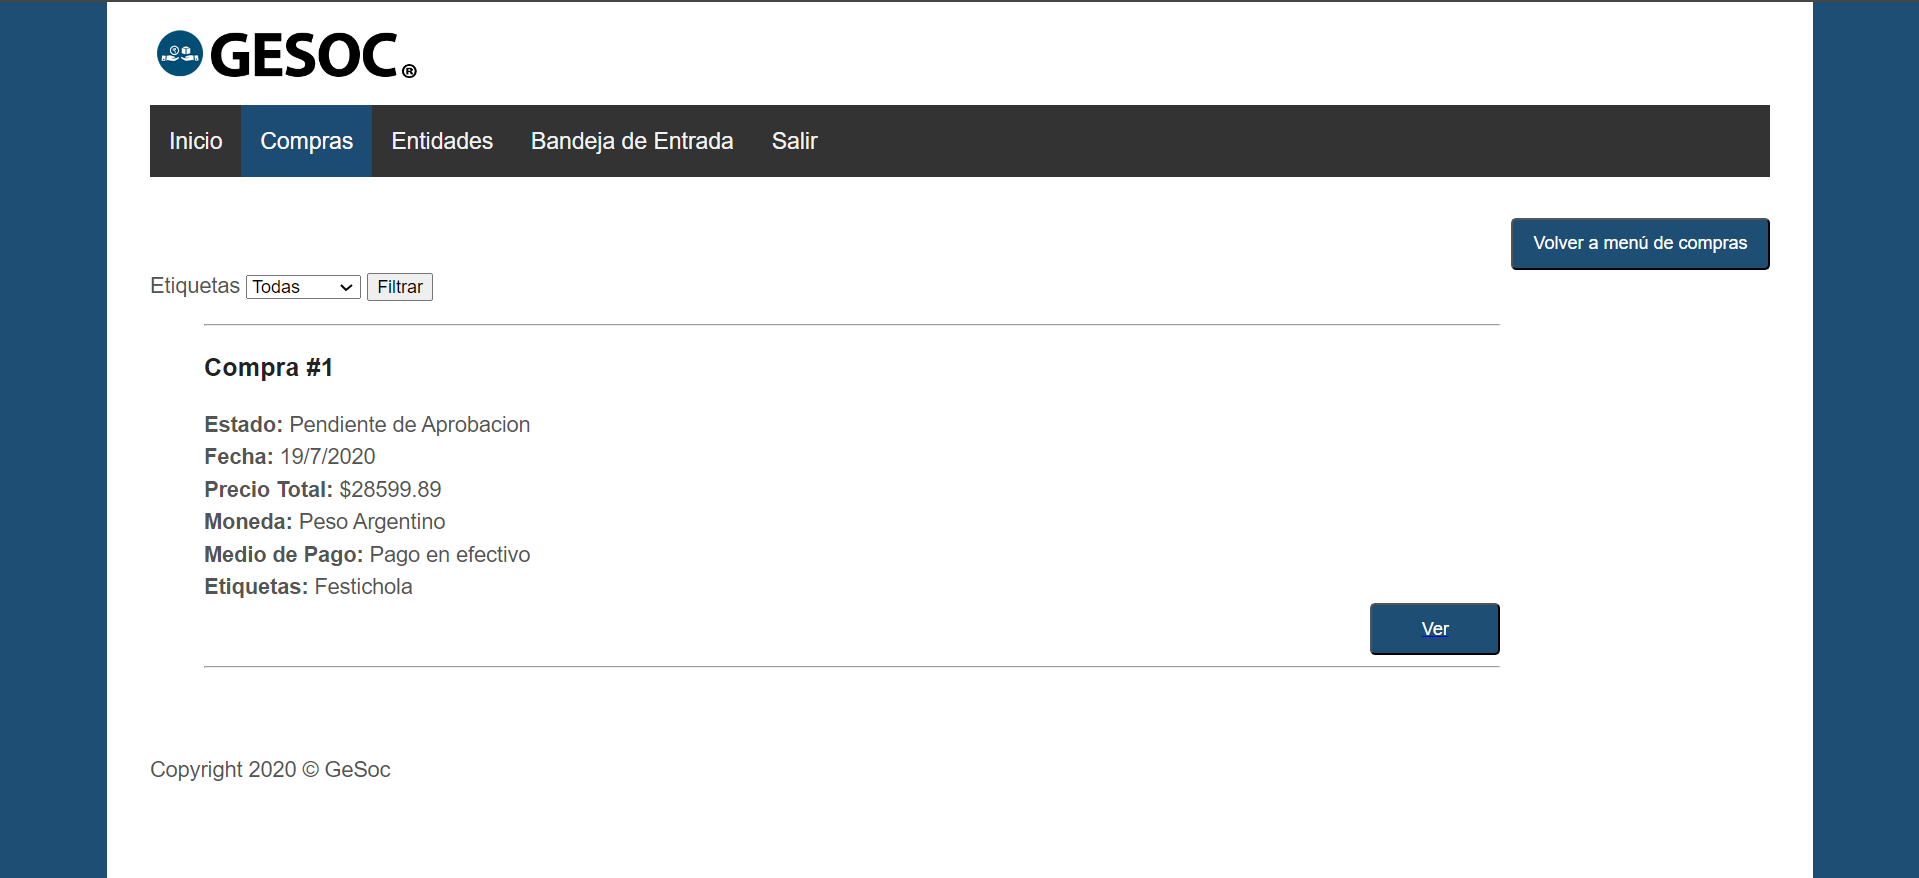 GESOC®
Inicio Compras Entidades Bandeja de Entrada Salir
Volver a menú de compras
Etiquetas Todas Filtrar
Compra #1
Estado: Pendiente de Aprobacion
Fecha: 19/7/2020
Precio Total: $28599.89
Moneda: Peso Argentino
Medio de Pago: Pago en efectivo
Etiquetas: Festichola
Ver
Copyright 2020 © GeSoc